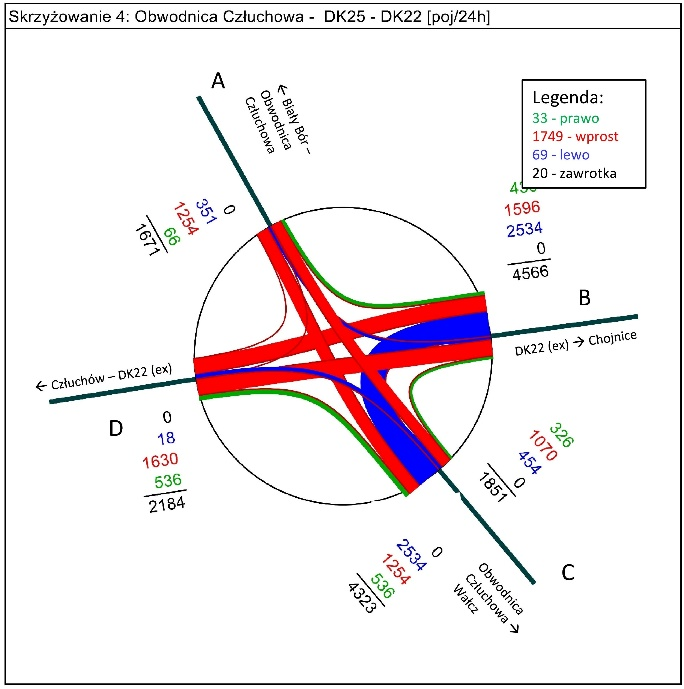 Skrzyżowanie 4: Obwodnica Człuchowa - DK25 - DK22 [poj/24h]
A
← Biały Bór –
Obwodnica
Człuchowa
Legenda:
33 - prawo
1749 - wprost
69 - lewo
20 - zawrotka
0
351
1254
66
1671
1596
2534
0
4566
B
DK22 (ex) → Chojnice
← Człuchów – DK22 (ex)
D
0
18
1630
536
2184
326
1070
454
0
1851
0
2534
1254
536
4323
C
Obwodnica
Człuchowa
Wałcz →